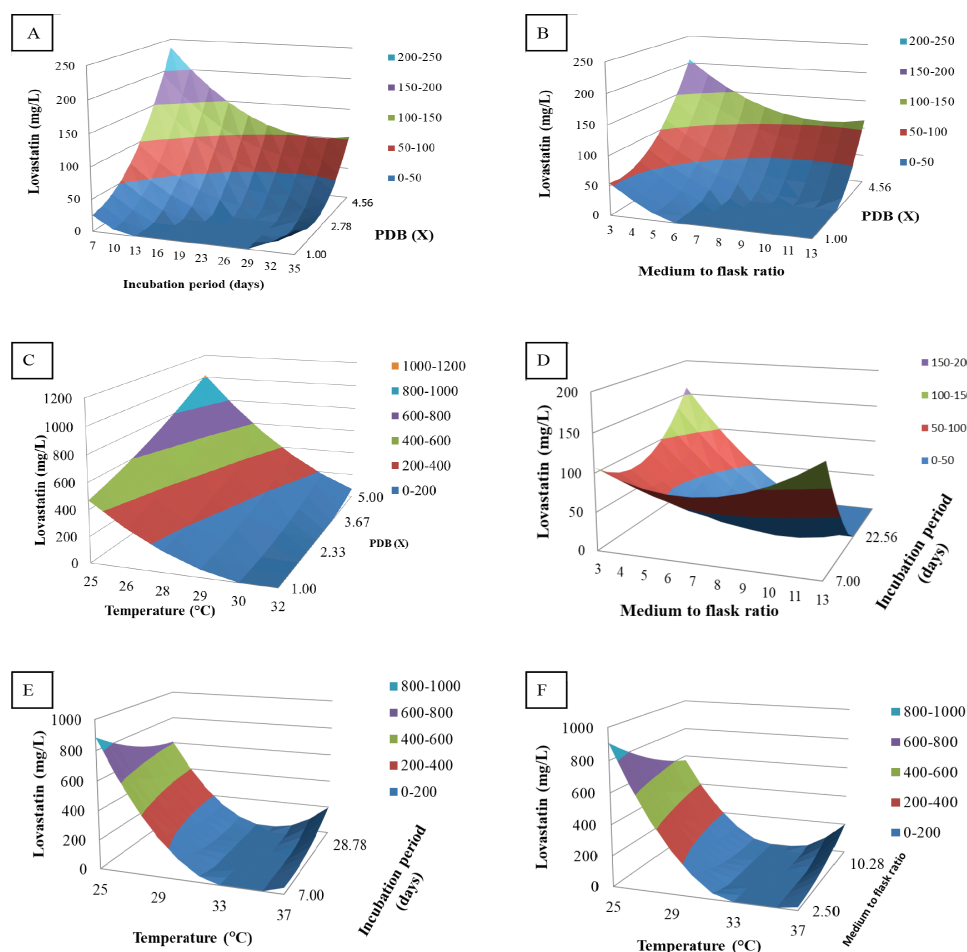 A
Lovastatin (mg/L)
250
200
150
100
50
0
7 10 13 16 19 23 26 29 32 35
Incubation period (days)
1.00
2.78
4.56
PDB (X)
200-250
150-200
100-150
50-100
0-50
B
Lovastatin (mg/L)
250
200
150
100
50
0
3 4 5 6 7 8 9 10 11 13
Medium to flask ratio
1.00
4.56
PDB (X)
200-250
150-200
100-150
50-100
0-50
C
Lovastatin (mg/L)
1200
1000
800
600
400
200
0
25 26 28 29 30 32
Temperature (°C)
1.00
2.33
3.67
5.00
PDB (X)
1000-1200
800-1000
600-800
400-600
200-400
0-200
D
Lovastatin (mg/L)
200
150
100
50
0
3 4 5 6 7 8 9 10 11 13
Medium to flask ratio
7.00
22.56
Incubation period
(days)
150-20
100-15
50-100
0-50
E
Lovastatin (mg/L)
1000
800
600
400
200
0
25 29 33 37
Temperature (°C)
7.00
28.78
Incubation period
(days)
800-1000
600-800
400-600
200-400
0-200
F
Lovastatin (mg/L)
1000
800
600
400
200
0
25 29 33 37
Temperature (°C)
2.50
10.28
Medium to flask ratio
800-1000
600-800
400-600
200-400
0-200